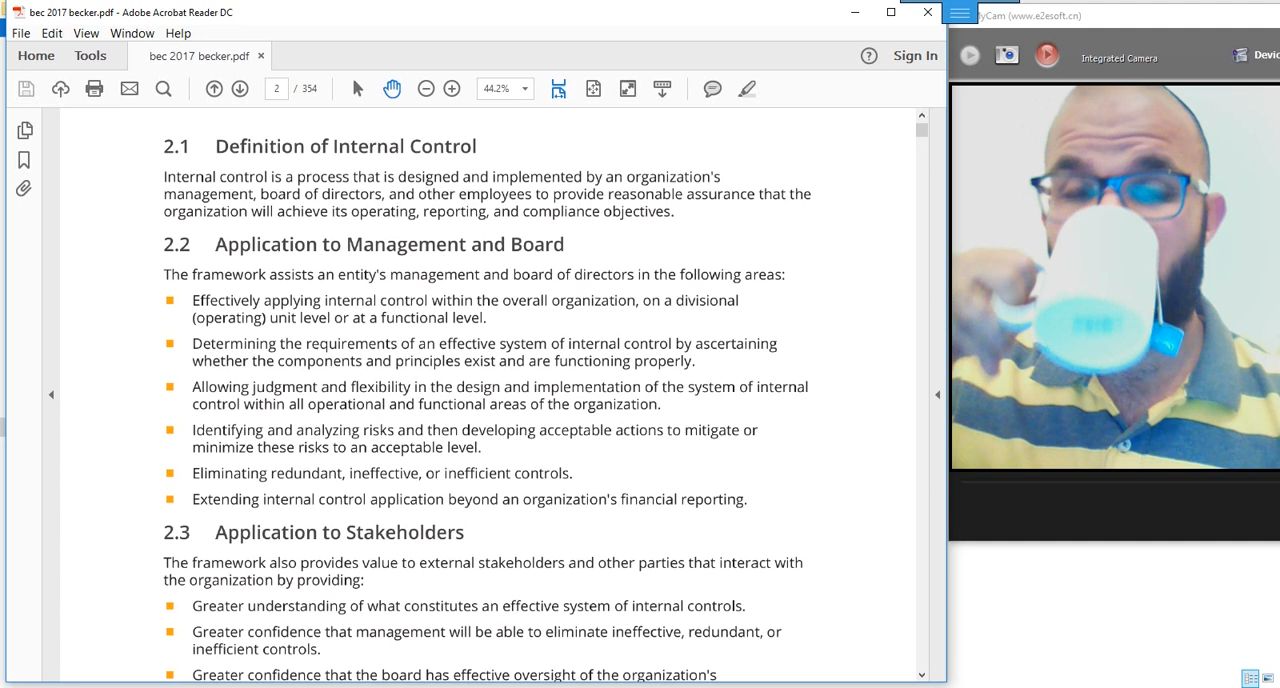 bec 2017 becker.pdf - Adobe Acrobat Reader DC
File Edit View Window Help
Home Tools bec 2017 becker.pdf × ? Sign In
2 / 354 44.2%
2.1 Definition of Internal Control
Internal control is a process that is designed and implemented by an organization's
management, board of directors, and other employees to provide reasonable assurance that the
organization will achieve its operating, reporting, and compliance objectives.
2.2 Application to Management and Board
The framework assists an entity's management and board of directors in the following areas:
Effectively applying internal control within the overall organization, on a divisional
(operating) unit level or at a functional level.
Determining the requirements of an effective system of internal control by ascertaining
whether the components and principles exist and are functioning properly.
Allowing judgment and flexibility in the design and implementation of the system of internal
control within all operational and functional areas of the organization.
Identifying and analyzing risks and then developing acceptable actions to mitigate or
minimize these risks to an acceptable level.
Eliminating redundant, ineffective, or inefficient controls.
Extending internal control application beyond an organization's financial reporting.
2.3 Application to Stakeholders
The framework also provides value to external stakeholders and other parties that interact with
the organization by providing:
Greater understanding of what constitutes an effective system of internal controls.
Greater confidence that management will be able to eliminate ineffective, redundant, or
inefficient controls.
Greater confidence that the board has effective oversight of the organization's
yCam (www.e2esoft.cn)
Integrated Camera